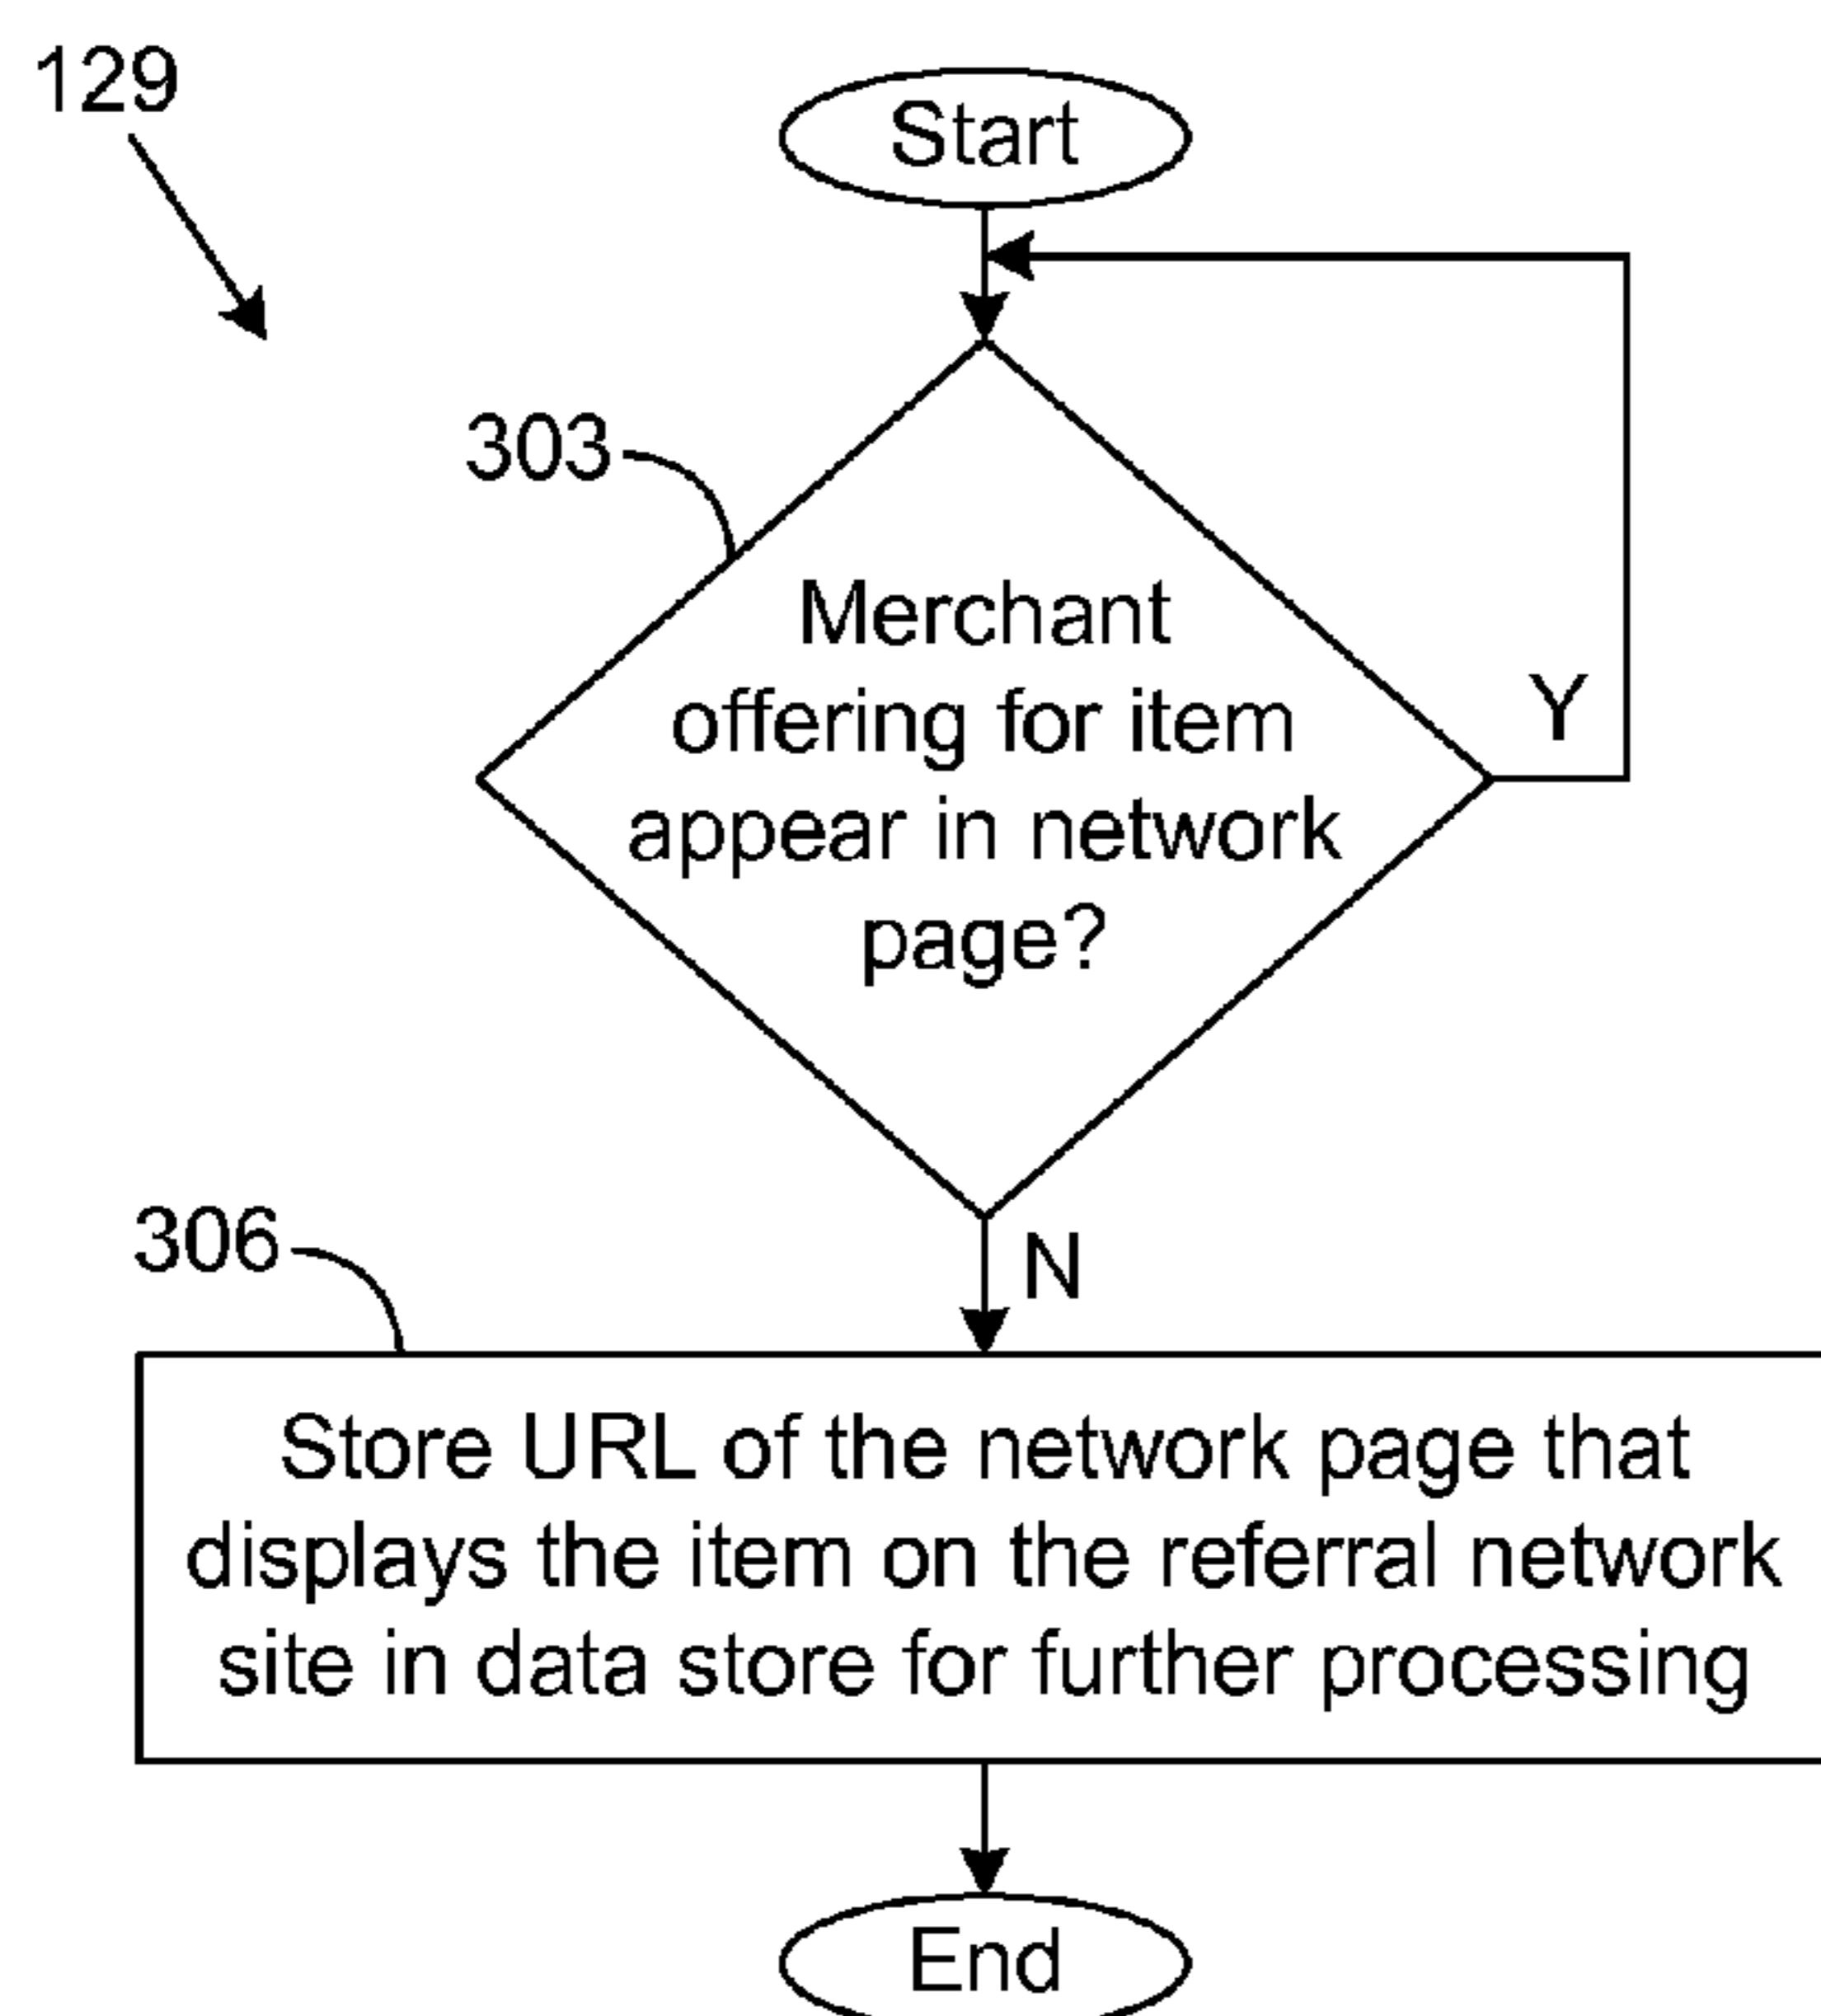 129
Start
303
Merchant
offering for item
appear in network
page?
Y
N
306
Store URL of the network page that
displays the item on the referral network
site in data store for further processing
End